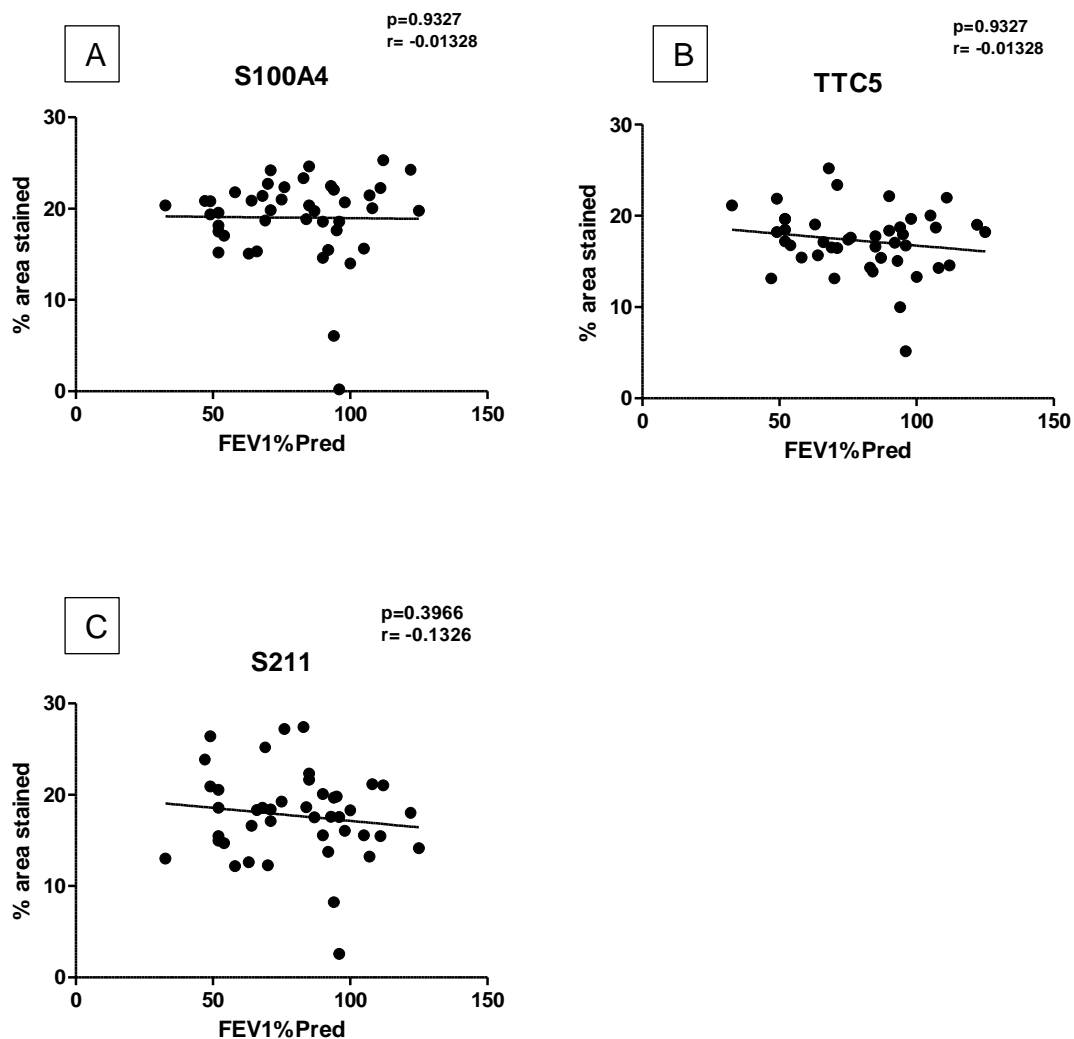 A
p=0.9327
r= -0.01328
S100A4
30
20
10
0
% area stained
0 50 100 150
FEV1%Pred
B
p=0.9327
r= -0.01328
TTC5
30
20
10
0
% area stained
0 50 100 150
FEV1%Pred
C
p=0.3966
r= -0.1326
S211
30
20
10
0
% area stained
0 50 100 150
FEV1%Pred